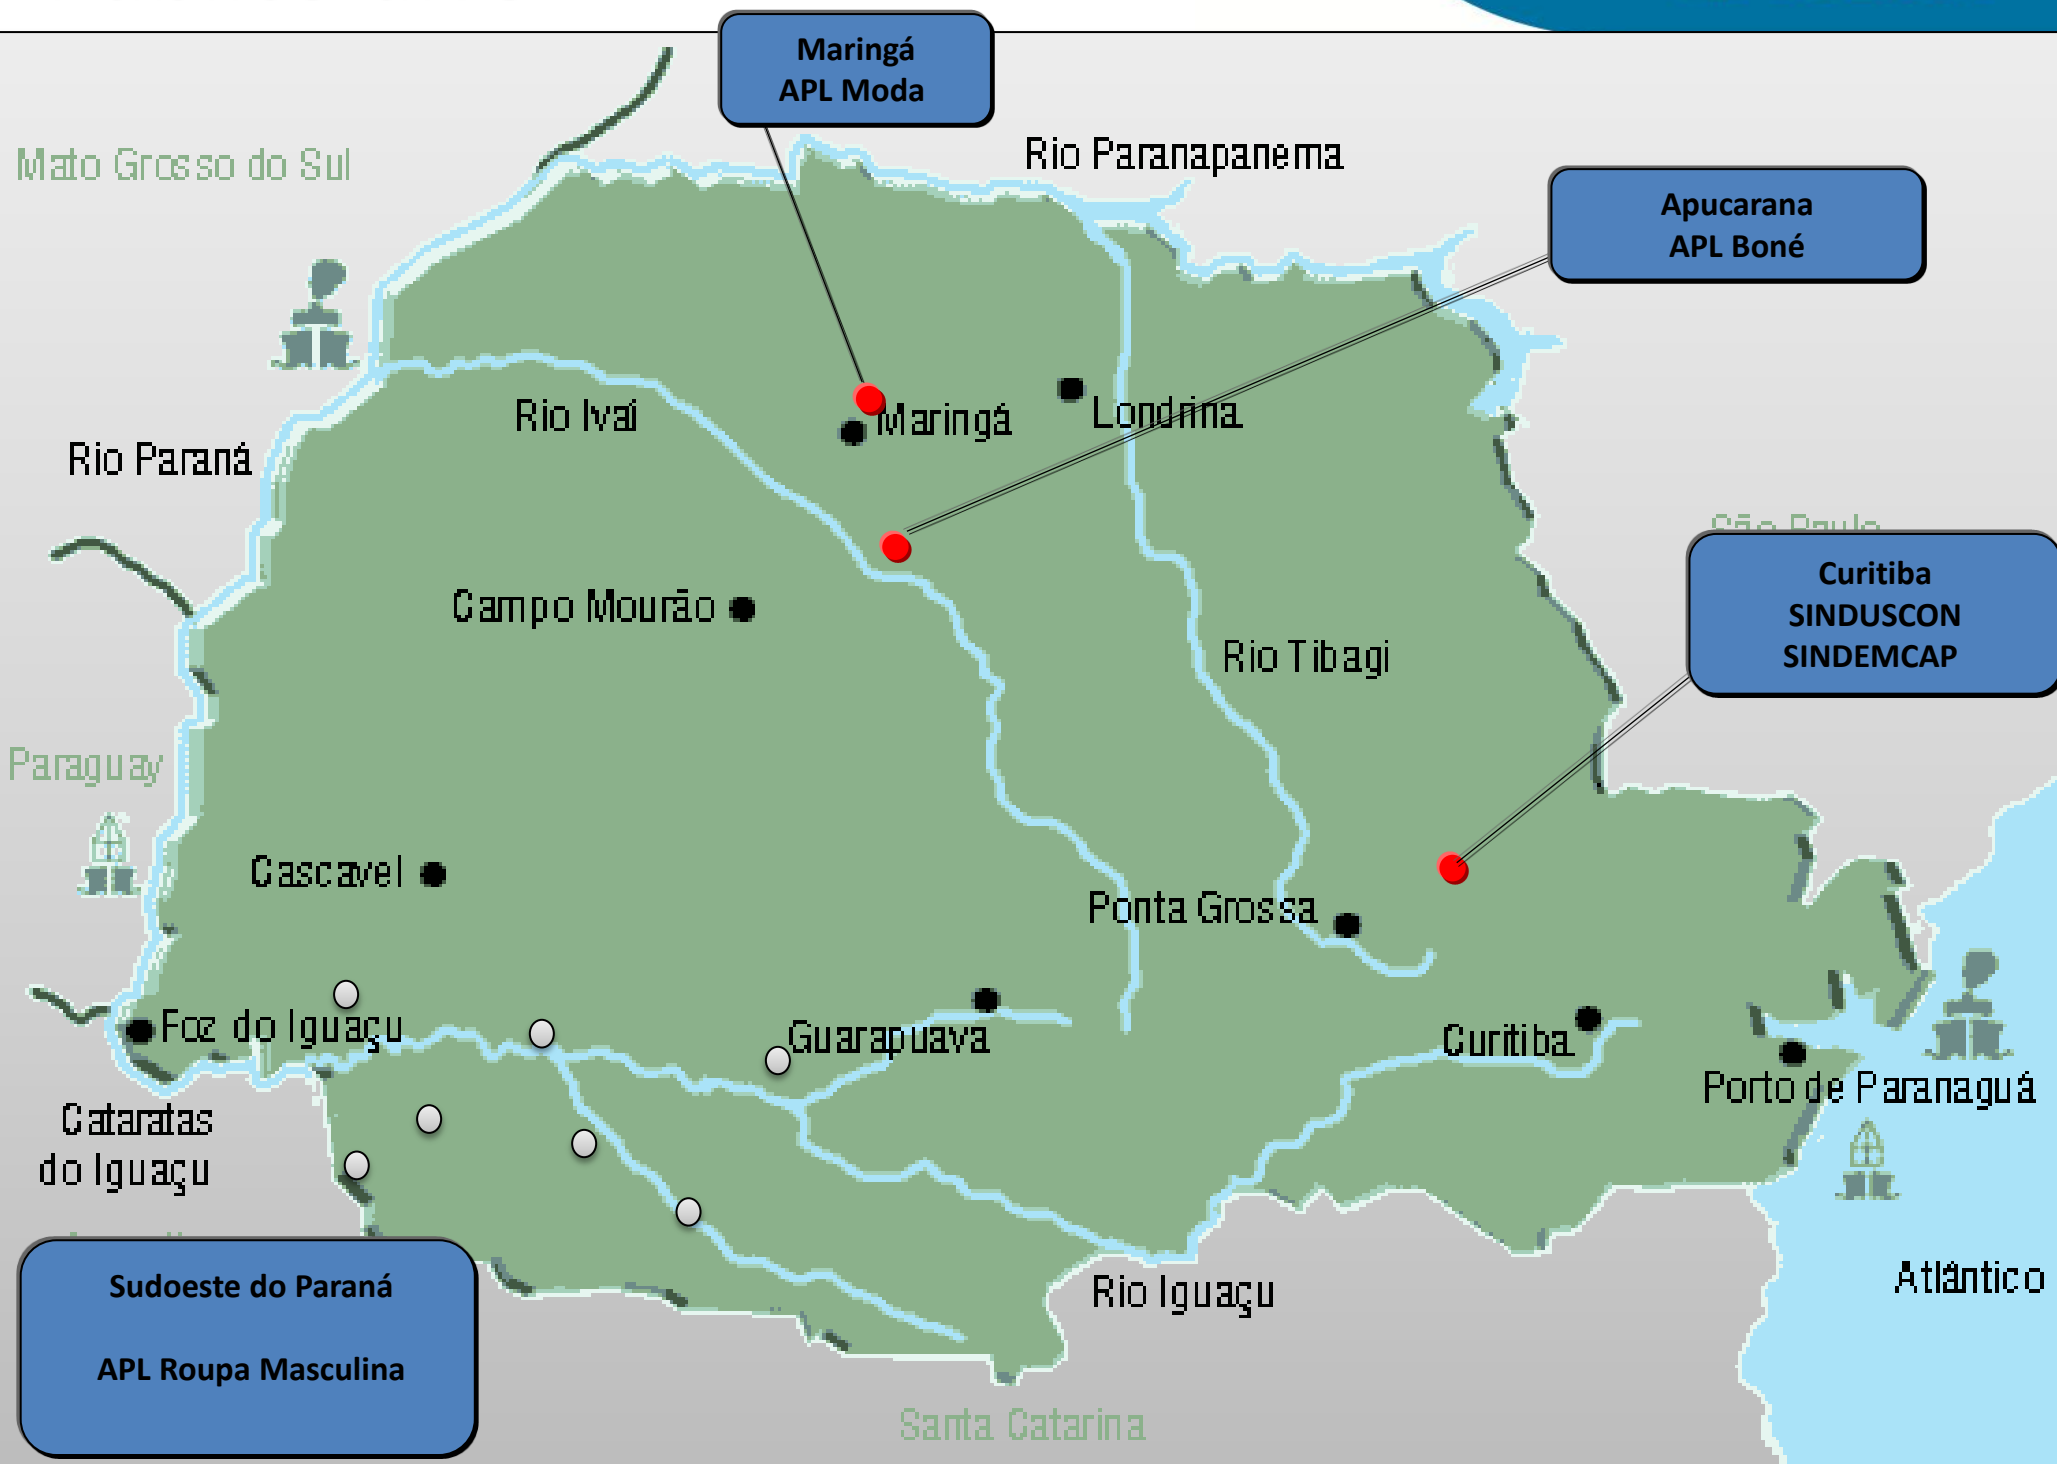 Maringá
APL Moda
Mato Grosso do Sul
Rio Paranapanema
Apucarana
APL Boné
Rio Ivaí
Maringá
Londrina
Rio Paraná
São Paulo
Curitiba
SINDUSCON
SINDEMCAP
Campo Mourão
Rio Tibagi
Paraguay
Cascavel
Ponta Grossa
Foz do Iguaçu
Guarapuava
Curitiba
Porto de Paranaguá
Cataratas
do Iguaçu
Sudoeste do Paraná
APL Roupa Masculina
Rio Iguaçu
Atlântico
Santa Catarina